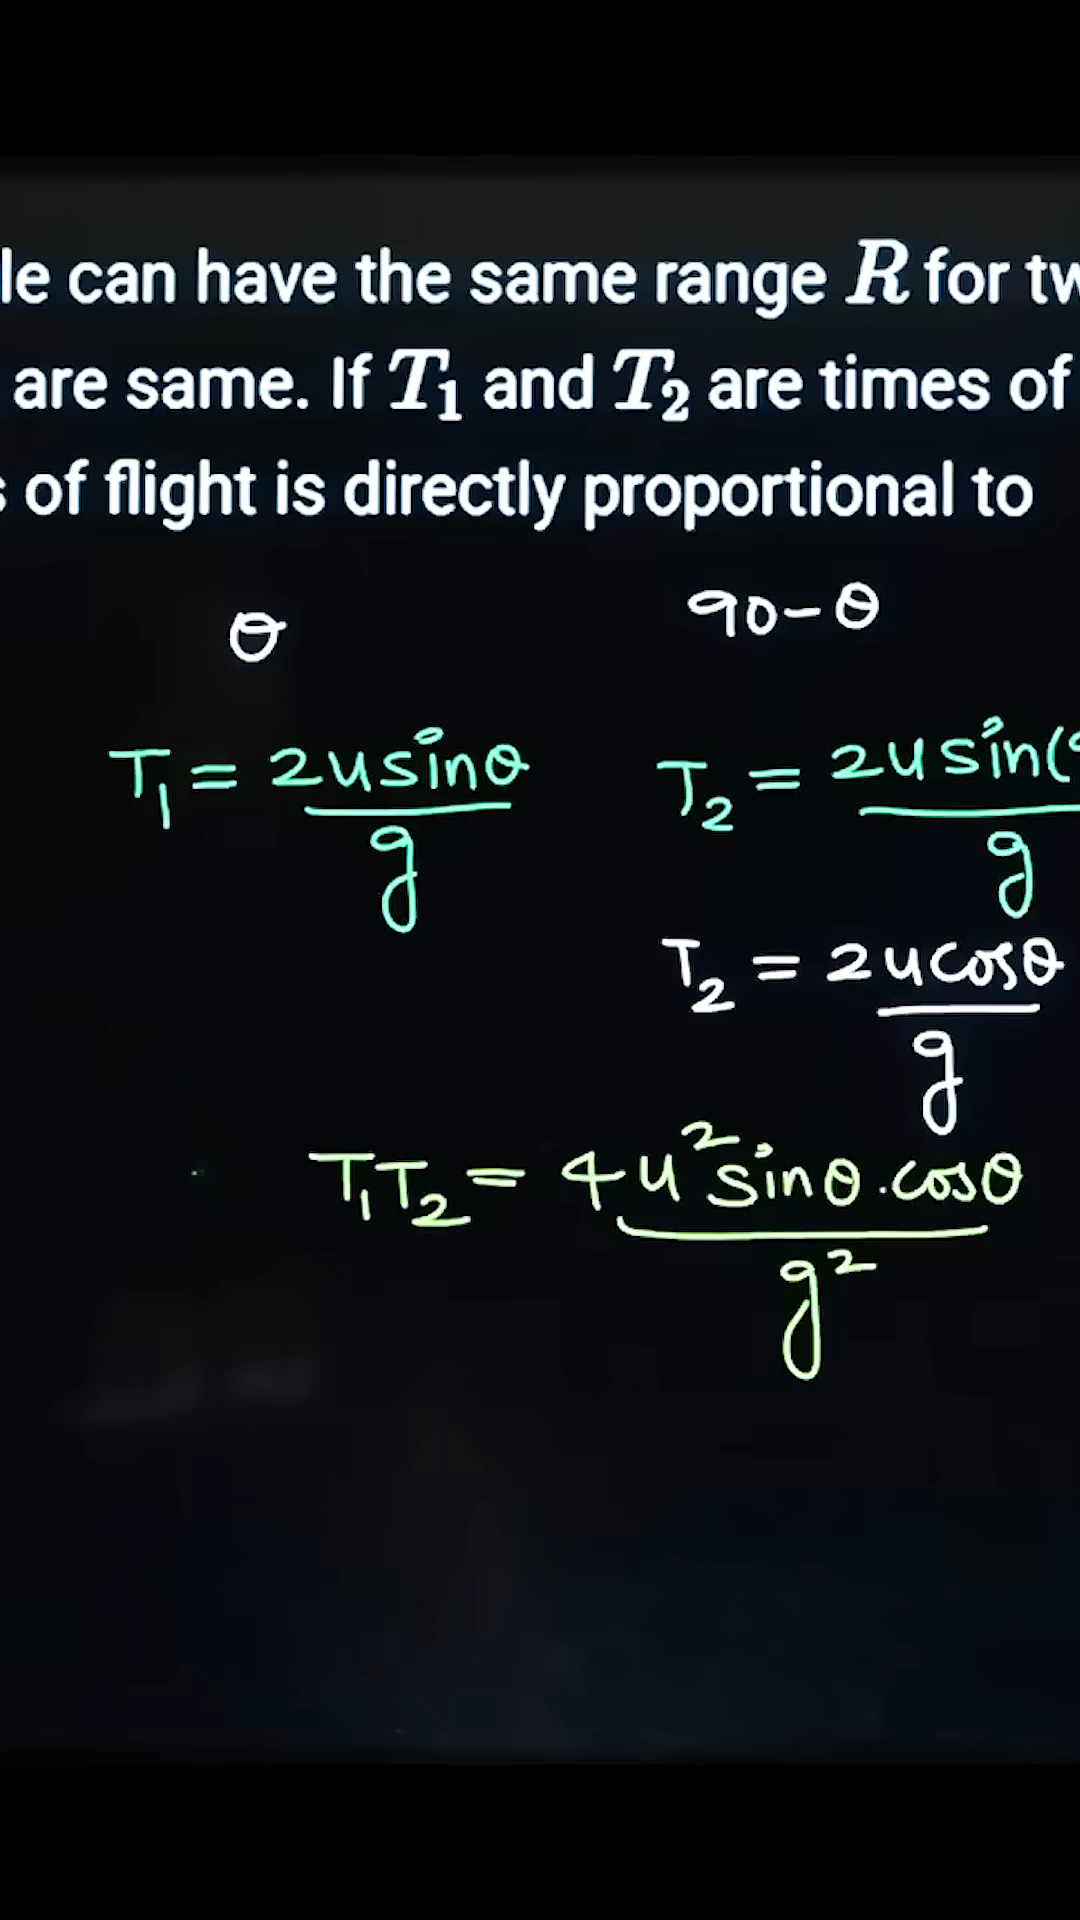 le can have the same range R for tw
are same. If T₁ and T₂ are times of
s of flight is directly proportional to
θ 90-θ
T₁ = 2usinθ/g T₂ = 2usin(9/g
T₂ = 2ucosθ/g
T₁T₂ = 4u²sinθ.cosθ/g²